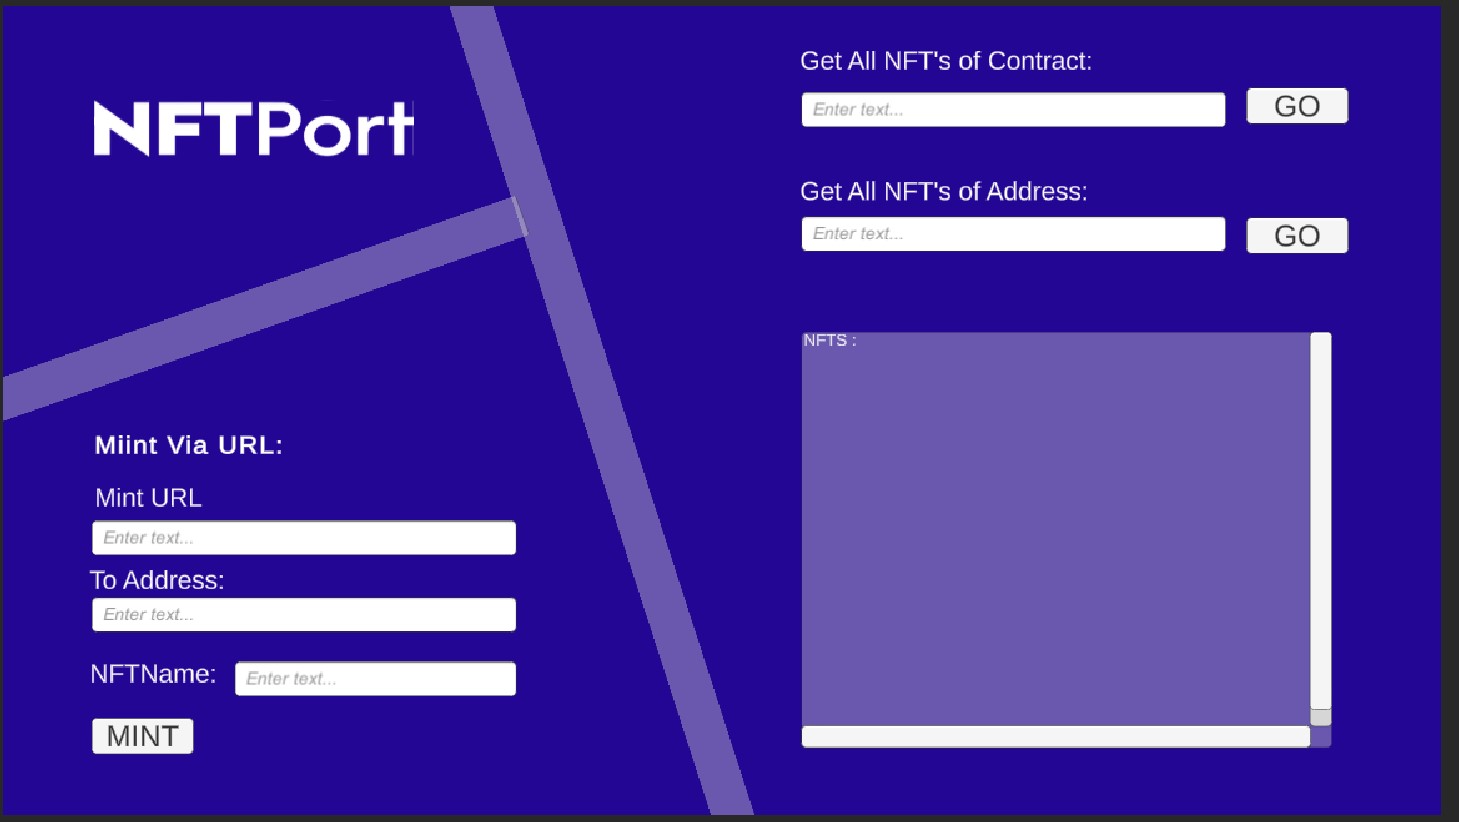 NFTPort
Miint Via URL:
Mint URL
Enter text...
To Address:
Enter text...
NFTName:
Enter text...
MINT
Get All NFT's of Contract:
Enter text...
GO
Get All NFT's of Address:
Enter text...
GO
NFTS :